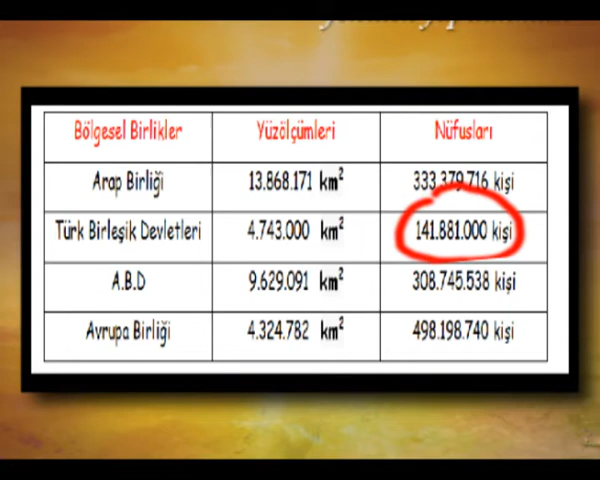 Bölgesel Birlikler Yüzölçümleri Nüfusları
Arap Birliği 13.868.171 km² 333.379.716 kişi
Türk Birleşik Devletleri 4.743.000 km² 141.881.000 kişi
A.B.D 9.629.091 km² 308.745.538 kişi
Avrupa Birliği 4.324.782 km² 498.198.740 kişi